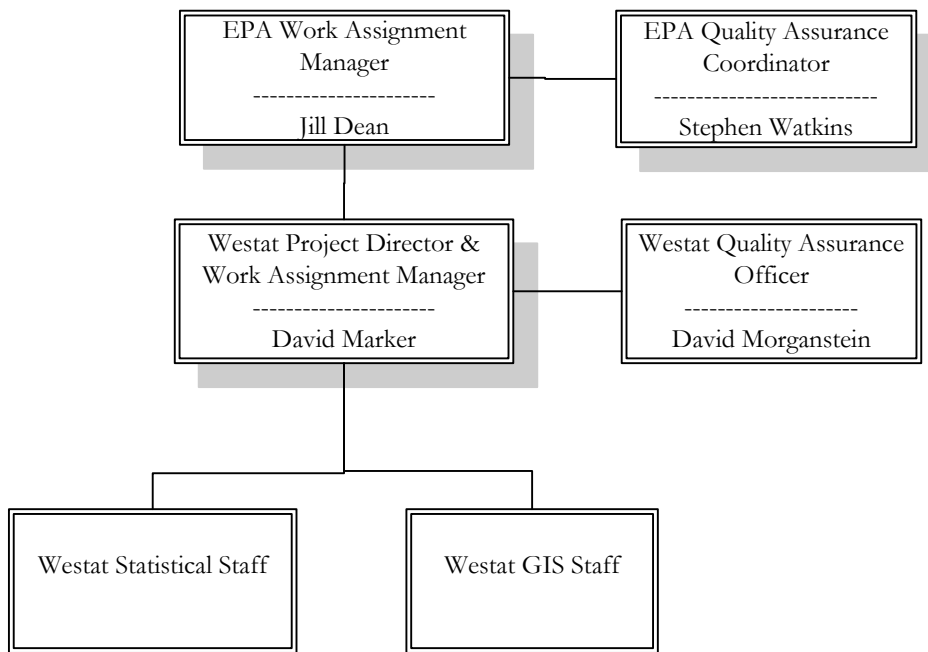 EPA Work Assignment
Manager
----------------------
Jill Dean
EPA Quality Assurance
Coordinator
---------------------------
Stephen Watkins
Westat Project Director &
Work Assignment Manager
----------------------
David Marker
Westat Quality Assurance
Officer
---------------------
David Morganstein
Westat Statistical Staff
Westat GIS Staff